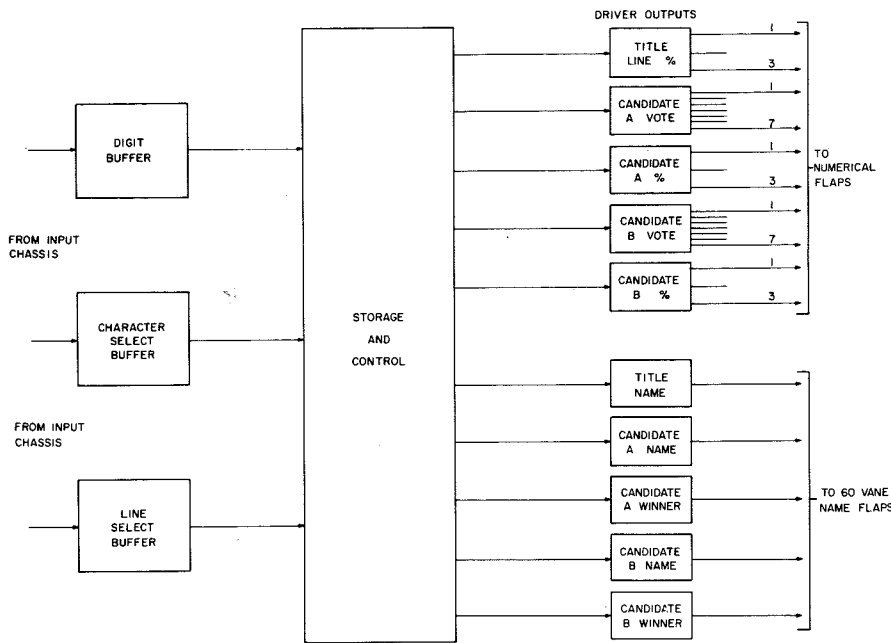 DRIVER OUTPUTS
TITLE
LINE %
1
3
CANDIDATE
A VOTE
1
7
CANDIDATE
A %
1
3
CANDIDATE
B VOTE
1
7
CANDIDATE
B %
1
3
TO
NUMERICAL
FLAPS
DIGIT
BUFFER
FROM INPUT
CHASSIS
CHARACTER
SELECT
BUFFER
FROM INPUT
CHASSIS
LINE
SELECT
BUFFER
STORAGE
AND
CONTROL
TITLE
NAME
CANDIDATE
A NAME
CANDIDATE
A WINNER
CANDIDATE
B NAME
CANDIDATE
B WINNER
TO 60 VANE
NAME FLAPS